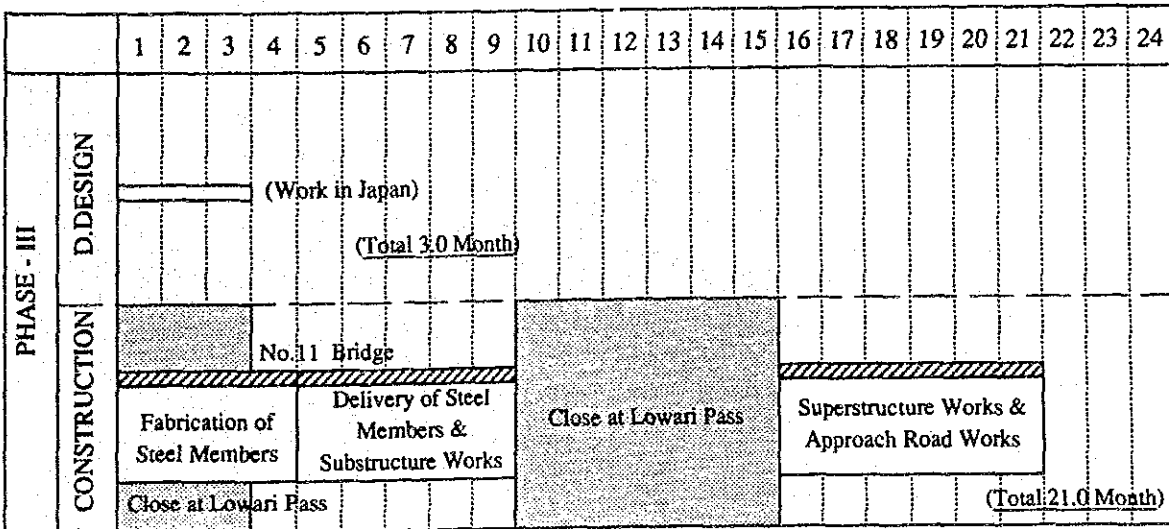 1 2 3 4 5 6 7 8 9 10 11 12 13 14 15 16 17 18 19 20 21 22 23 24
PHASE - III
D.DESIGN
(Work in Japan)
(Total 3.0 Month)
CONSTRUCTION
No.11 Bridge
Fabrication of
Steel Members
Delivery of Steel
Members &
Substructure Works
Close at Lowari Pass
Superstructure Works &
Approach Road Works
Close at Lowari Pass
(Total 21.0 Month)